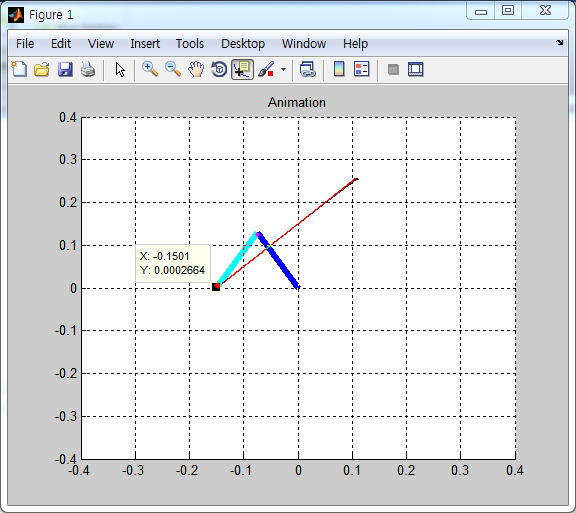 Figure 1
File Edit View Insert Tools Desktop Window Help
Animation
0.4
0.3
0.2
0.1
X: -0.1501
Y: 0.0002664
0
-0.1
-0.2
-0.3
-0.4
-0.4 -0.3 -0.2 -0.1 0 0.1 0.2 0.3 0.4